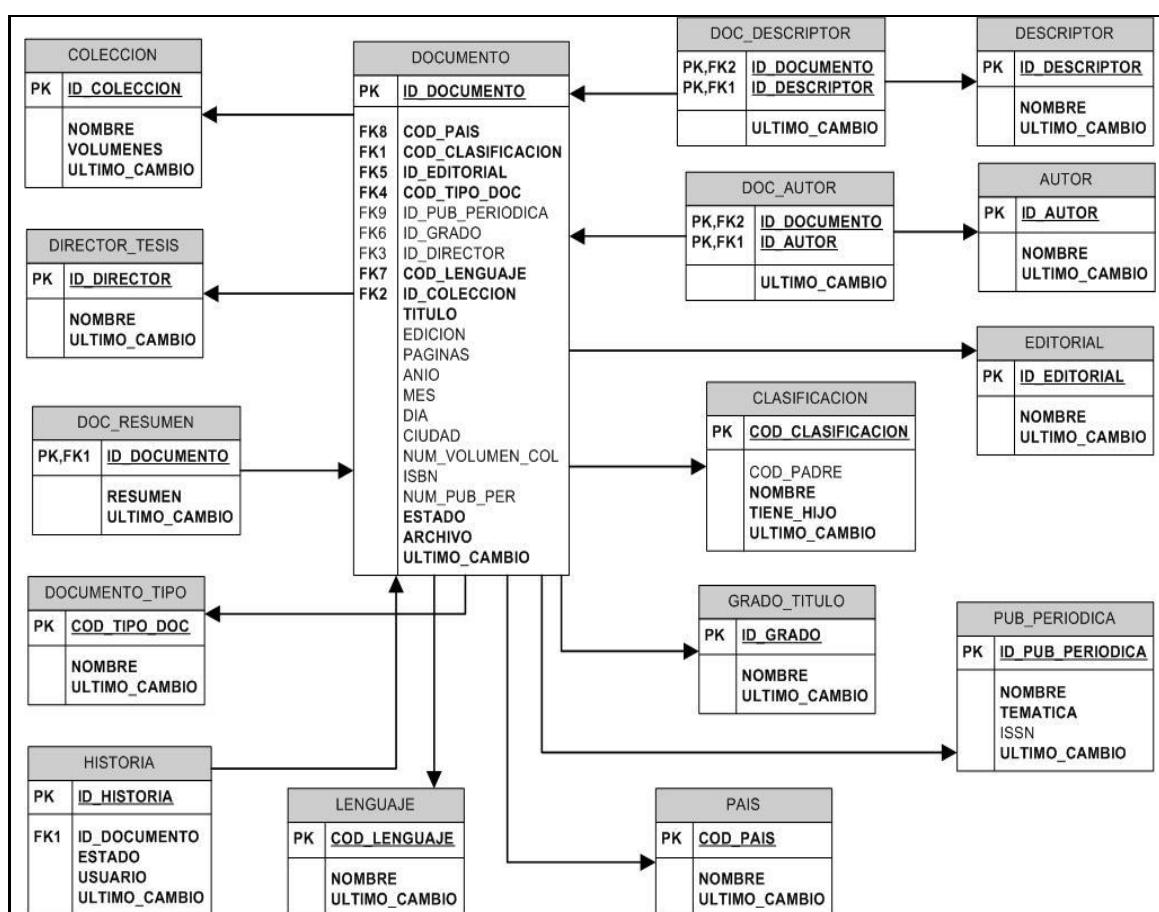 COLECCION
PK ID_COLECCION
NOMBRE
VOLUMENES
ULTIMO_CAMBIO
DIRECTOR_TESIS
PK ID_DIRECTOR
NOMBRE
ULTIMO_CAMBIO
DOC_RESUMEN
PK,FK1 ID_DOCUMENTO
RESUMEN
ULTIMO_CAMBIO
DOCUMENTO_TIPO
PK COD_TIPO_DOC
NOMBRE
ULTIMO_CAMBIO
HISTORIA
PK ID_HISTORIA
FK1 ID_DOCUMENTO
ESTADO
USUARIO
ULTIMO_CAMBIO
DOCUMENTO
PK ID_DOCUMENTO
FK8 COD_PAIS
FK1 COD_CLASIFICACION
FK5 ID_EDITORIAL
FK4 COD_TIPO_DOC
FK9 ID_PUB_PERIODICA
FK6 ID_GRADO
FK3 ID_DIRECTOR
FK7 COD_LENGUAJE
FK2 ID_COLECCION
TITULO
EDICION
PAGINAS
ANIO
MES
DIA
CIUDAD
NUM_VOLUMEN_COL
ISBN
NUM_PUB_PER
ESTADO
ARCHIVO
ULTIMO_CAMBIO
LENGUAJE
PK COD_LENGUAJE
NOMBRE
ULTIMO_CAMBIO
DOC_DESCRIPTOR
PK,FK2 ID_DOCUMENTO
PK,FK1 ID_DESCRIPTOR
ULTIMO_CAMBIO
DOC_AUTOR
PK,FK2 ID_DOCUMENTO
PK,FK1 ID_AUTOR
ULTIMO_CAMBIO
CLASIFICACION
PK COD_CLASIFICACION
COD_PADRE
NOMBRE
TIENE_HIJO
ULTIMO_CAMBIO
GRADO_TITULO
PK ID_GRADO
NOMBRE
ULTIMO_CAMBIO
PAIS
PK COD_PAIS
NOMBRE
ULTIMO_CAMBIO
DESCRIPTOR
PK ID_DESCRIPTOR
NOMBRE
ULTIMO_CAMBIO
AUTOR
PK ID_AUTOR
NOMBRE
ULTIMO_CAMBIO
EDITORIAL
PK ID_EDITORIAL
NOMBRE
ULTIMO_CAMBIO
PUB_PERIODICA
PK ID_PUB_PERIODICA
NOMBRE
TEMATICA
ISSN
ULTIMO_CAMBIO